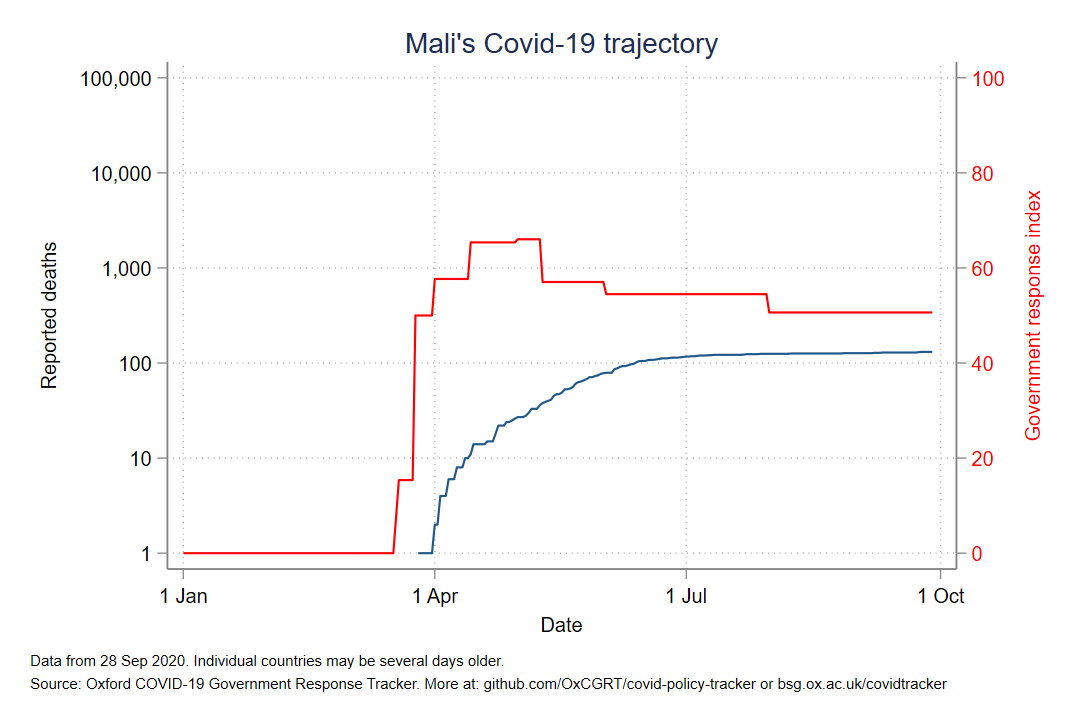 Mali's Covid-19 trajectory
100,000
10,000
1,000
100
10
1
Reported deaths
100
80
60
40
20
0
Government response index
1 Jan
1 Apr
1 Jul
1 Oct
Date
Data from 28 Sep 2020. Individual countries may be several days older.
Source: Oxford COVID-19 Government Response Tracker. More at: github.com/OxCGRT/covid-policy-tracker or bsg.ox.ac.uk/covidtracker